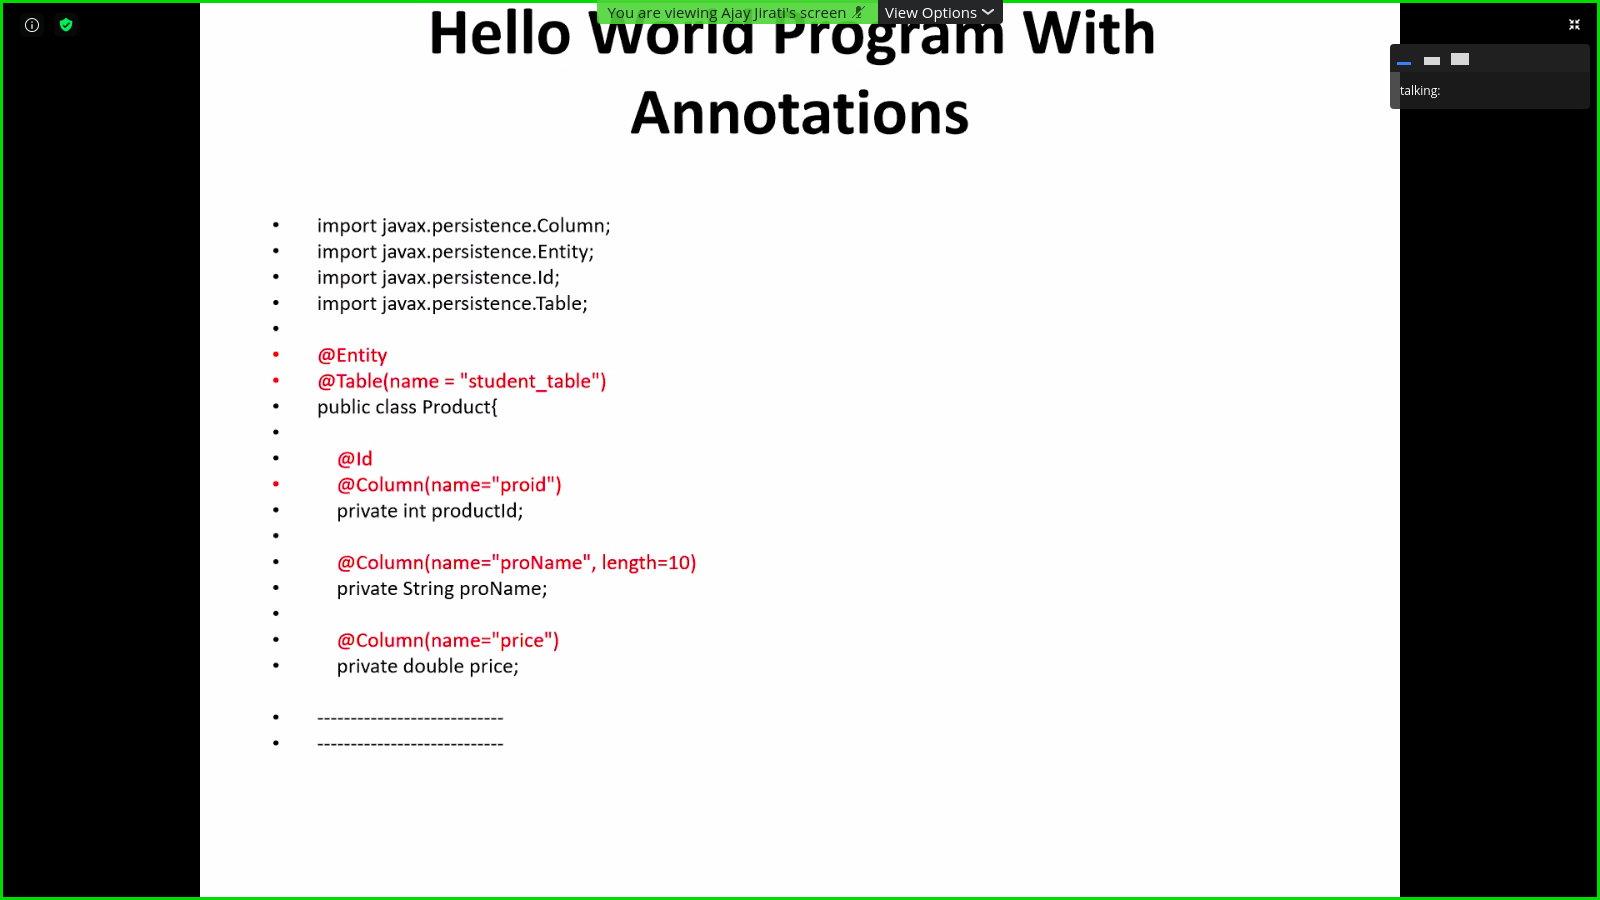 You are viewing Ajay Jirati's screen
View Options
talking:
Hello World Program With
Annotations
• import javax.persistence.Column;
• import javax.persistence.Entity;
• import javax.persistence.Id;
• import javax.persistence.Table;
•
• @Entity
• @Table(name = "student_table")
• public class Product{
•
• @Id
• @Column(name="proid")
• private int productId;
•
• @Column(name="proName", length=10)
• private String proName;
•
• @Column(name="price")
• private double price;
• ----------------------------
• ----------------------------